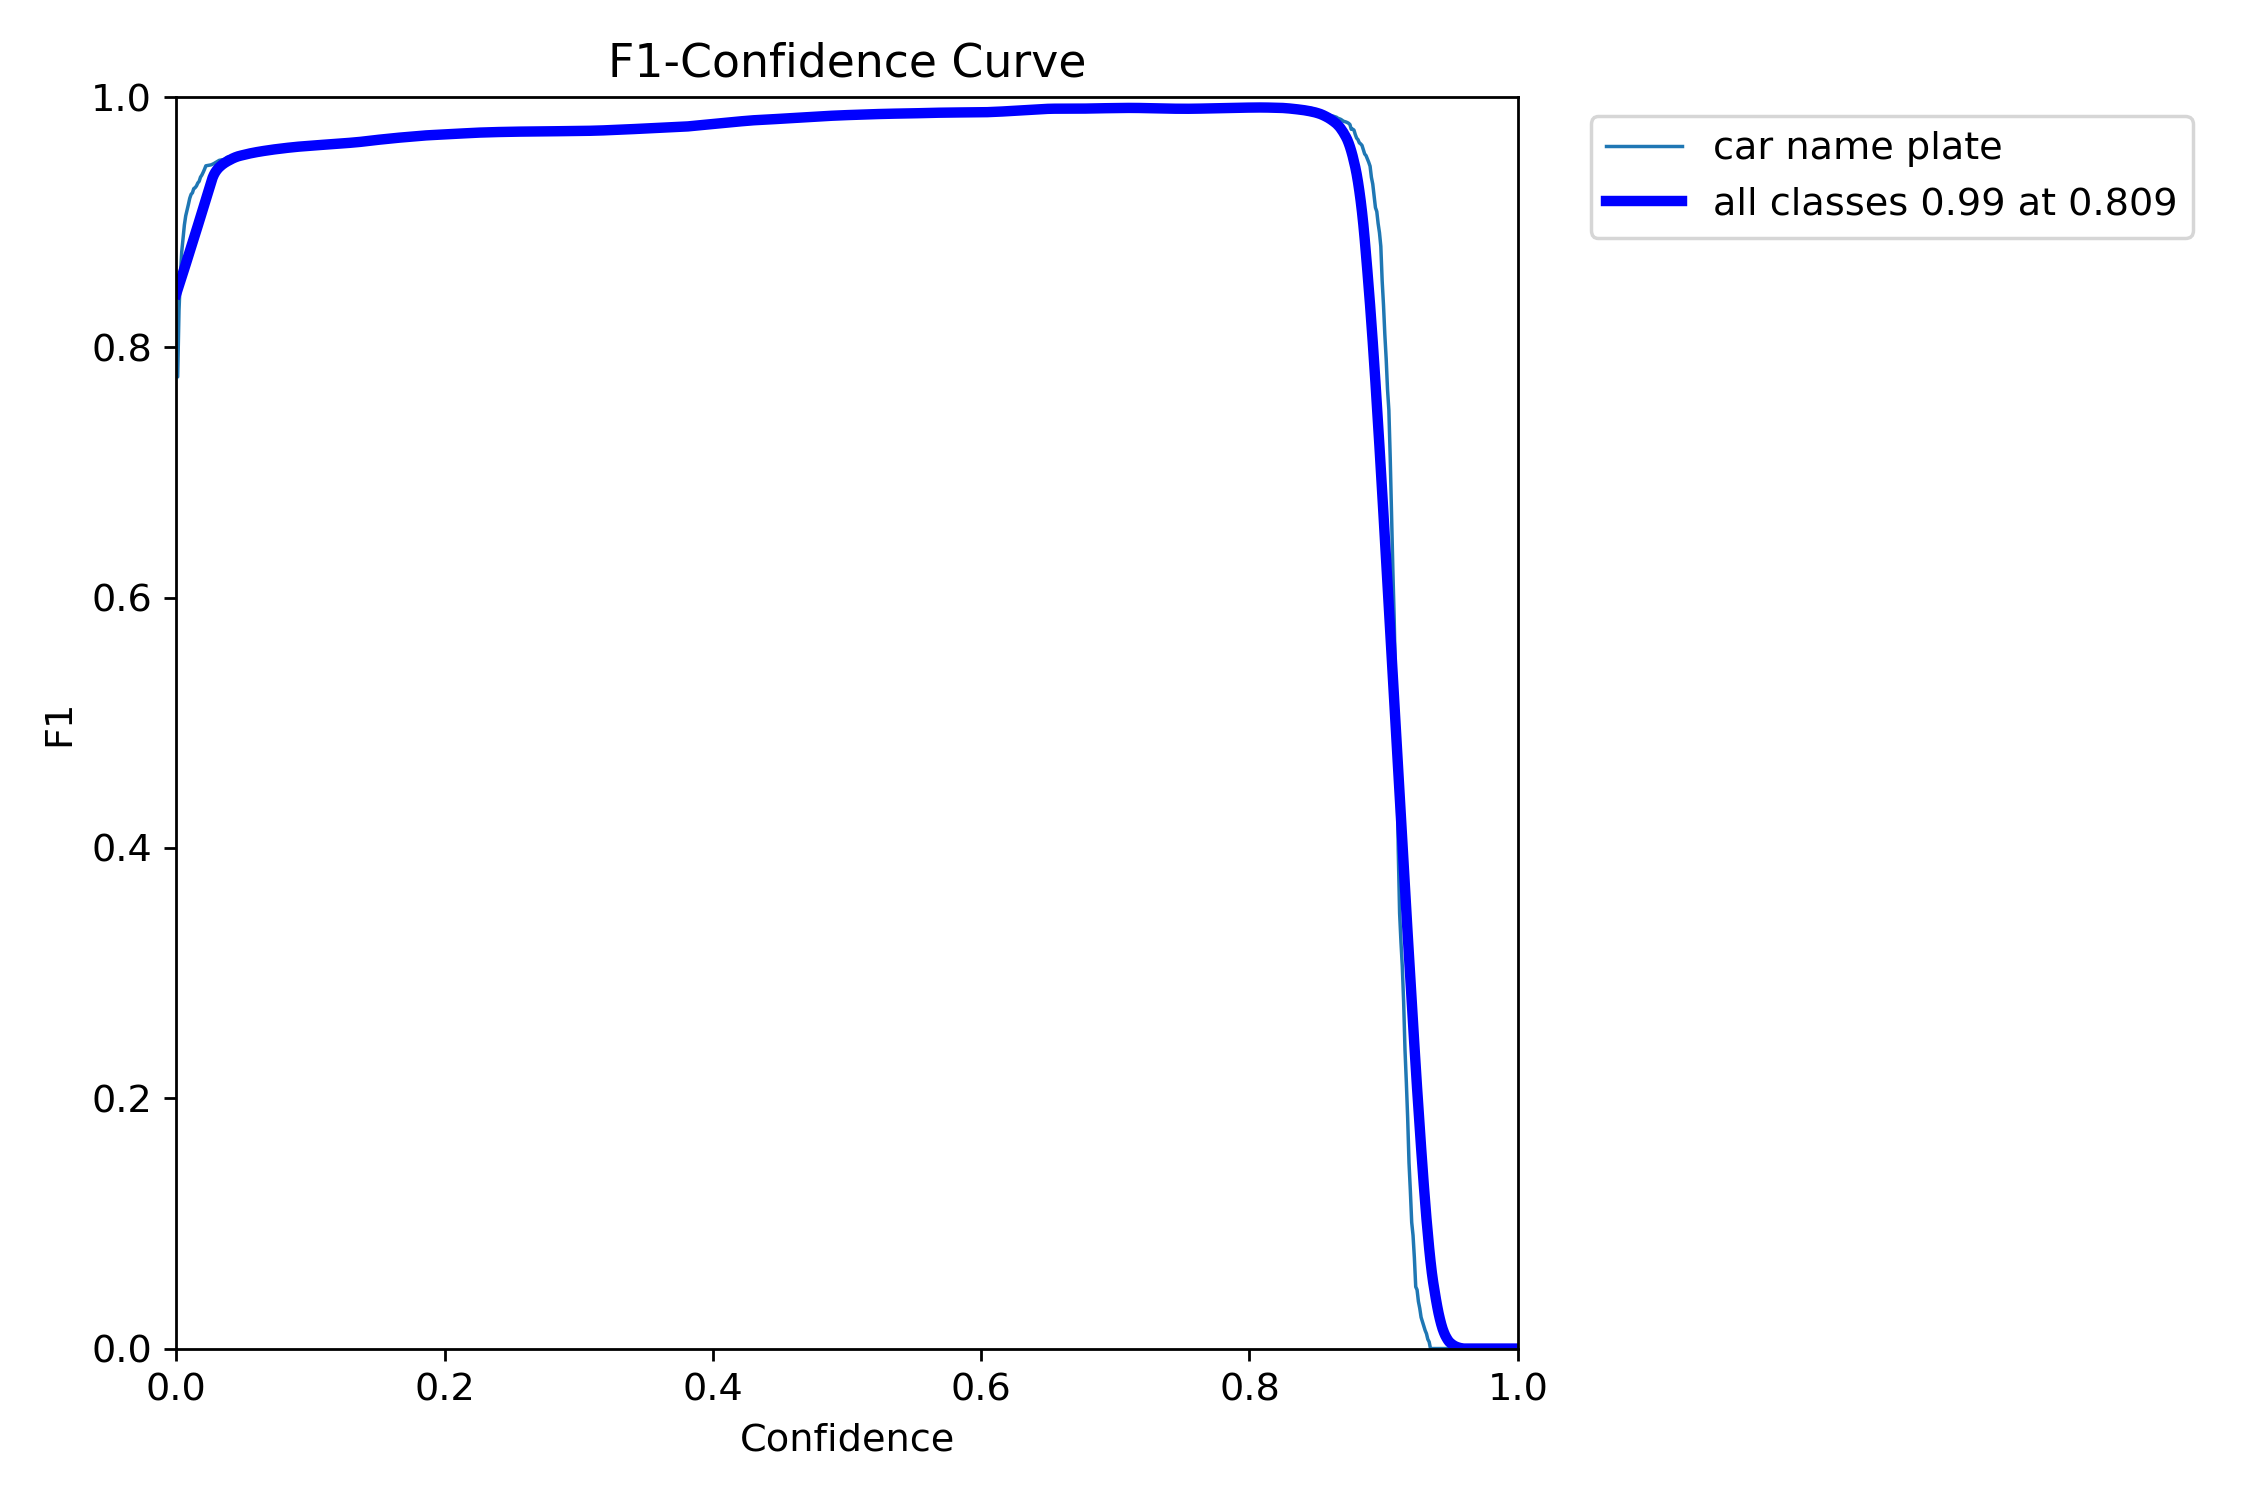 F1-Confidence Curve
car name plate
all classes 0.99 at 0.809
1.0
0.8
0.6
0.4
0.2
0.0
F1
0.0 0.2 0.4 0.6 0.8 1.0
Confidence